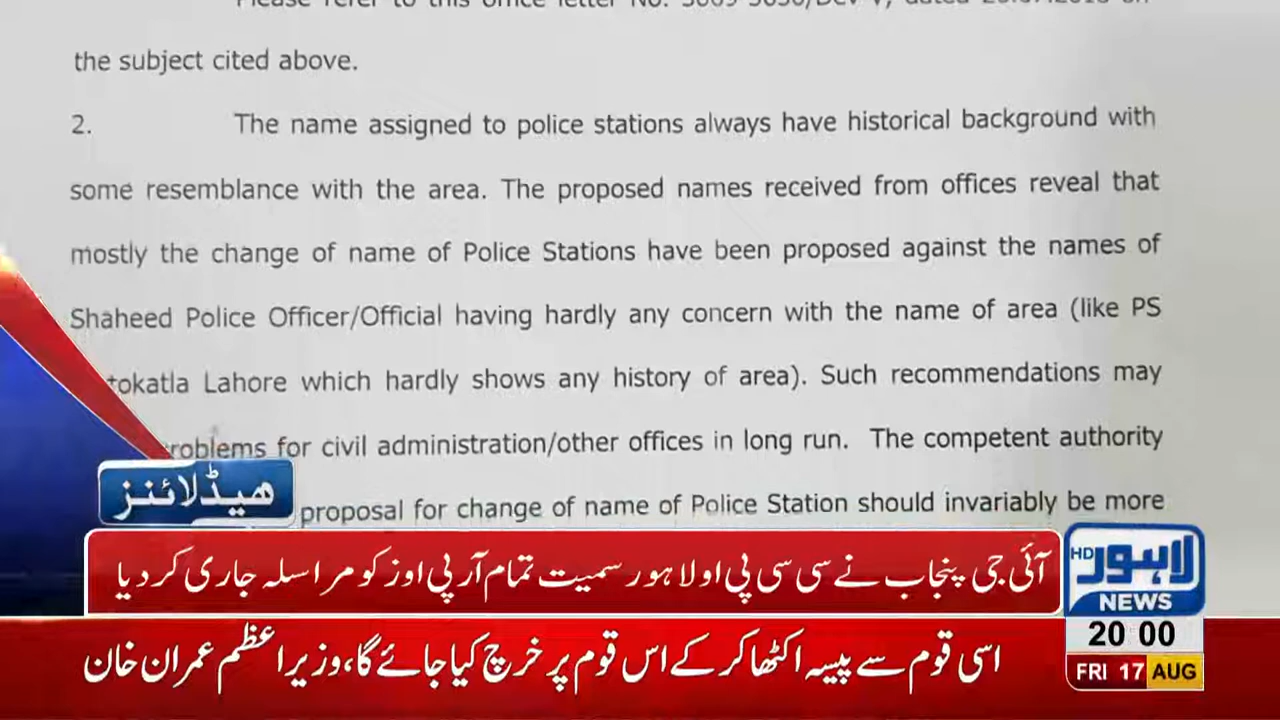 the subject cited above.
2. The name assigned to police stations always have historical background with
some resemblance with the area. The proposed names received from offices reveal that
mostly the change of name of Police Stations have been proposed against the names of
Shaheed Police Officer/Official having hardly any concern with the name of area (like PS
tokatla Lahore which hardly shows any history of area). Such recommendations may
roblems for civil administration/other offices in long run. The competent authority
proposal for change of name of Police Station should invariably be more
ہیڈلائنز
آئی جی پنجاب نے سی سی پی او لاہور سمیت تمام آر پی اوز کو مراسلہ جاری کر دیا
HD لاہور
NEWS
20 00
اسی قوم سے پیسہ اکٹھا کر کے اس قوم پر خرچ کیا جائے گا، وزیر اعظم عمران خان
FRI 17 AUG